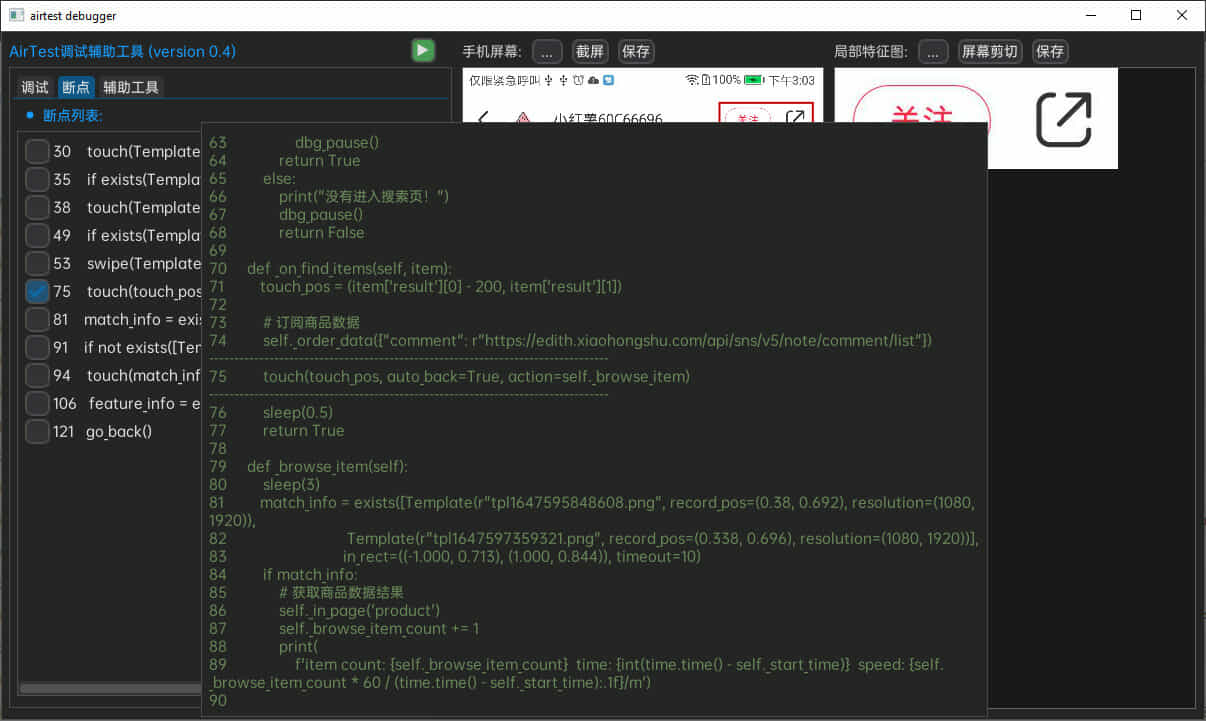 airtest debugger
AirTest调试辅助工具 (version 0.4)
手机屏幕: ... 截屏 保存
局部特征图: ... 屏幕剪切 保存
调试 断点 辅助工具
断点列表:
30 touch(Template
35 if exists(Templa
38 touch(Template
49 if exists(Templa
53 swipe(Template
75 touch(touch_pos
81 match_info = exis
91 if not exists([Ten
94 touch(match_inf
106 feature_info = e
121 go_back()
仅限紧急呼叫 100% 下午3:03
小红薯60C66696
关注
关注
63 dbg_pause()
64 return True
65 else:
66 print("没有进入搜索页！")
67 dbg_pause()
68 return False
69
70 def _on_find_items(self, item):
71 touch_pos = (item['result'][0] - 200, item['result'][1])
72
73 # 订阅商品数据
74 self._order_data({"comment": r"https://edith.xiaohongshu.com/api/sns/v5/note/comment/list"})
--------------------------------------------------------------------------------
75 touch(touch_pos, auto_back=True, action=self._browse_item)
--------------------------------------------------------------------------------
76 sleep(0.5)
77 return True
78
79 def _browse_item(self):
80 sleep(3)
81 match_info = exists([Template(r"tpl1647595848608.png", record_pos=(0.38, 0.692), resolution=(1080,
1920)),
82 Template(r"tpl1647597359321.png", record_pos=(0.338, 0.696), resolution=(1080, 1920))],
83 in_rect=((-1.000, 0.713), (1.000, 0.844)), timeout=10)
84 if match_info:
85 # 获取商品数据结果
86 self._in_page('product')
87 self._browse_item_count += 1
88 print(
89 f'item count: {self._browse_item_count} time: {int(time.time() - self._start_time)} speed: {self.
_browse_item_count * 60 / (time.time() - self._start_time):.1f}/m')
90